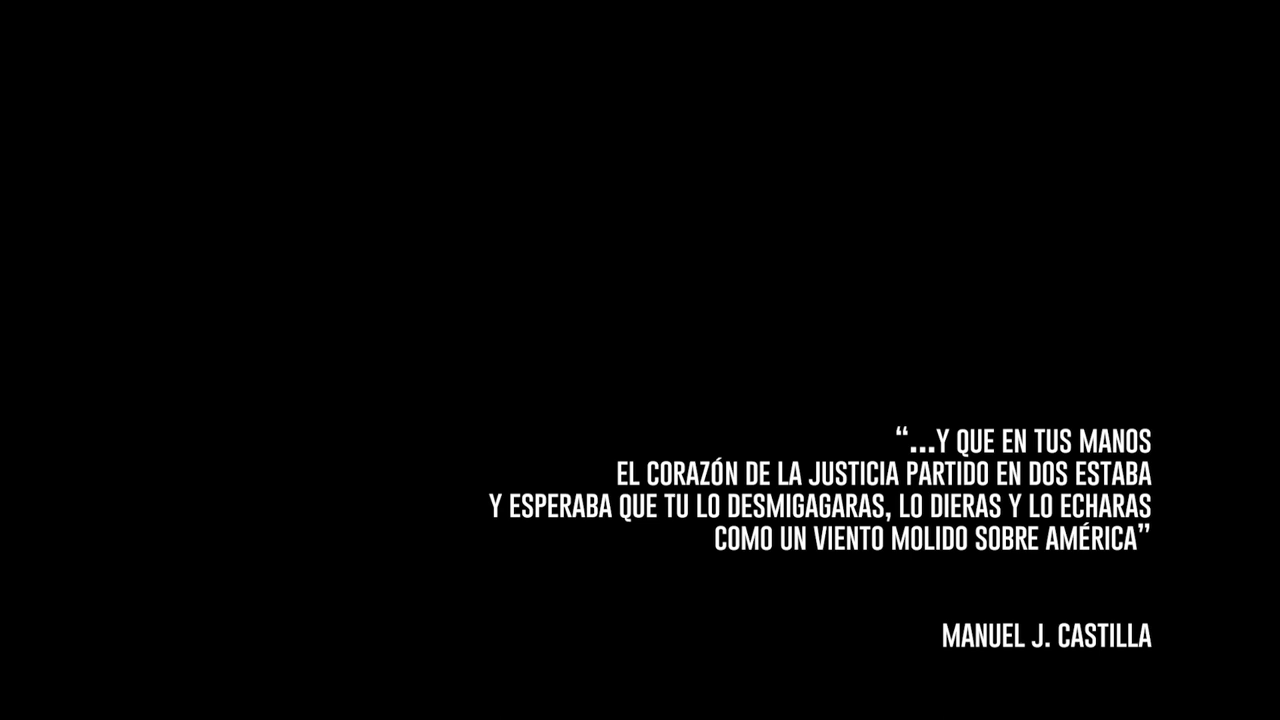 “...Y QUE EN TUS MANOS
EL CORAZÓN DE LA JUSTICIA PARTIDO EN DOS ESTABA
Y ESPERABA QUE TU LO DESMIGAGARAS, LO DIERAS Y LO ECHARAS
COMO UN VIENTO MOLIDO SOBRE AMÉRICA”
MANUEL J. CASTILLA